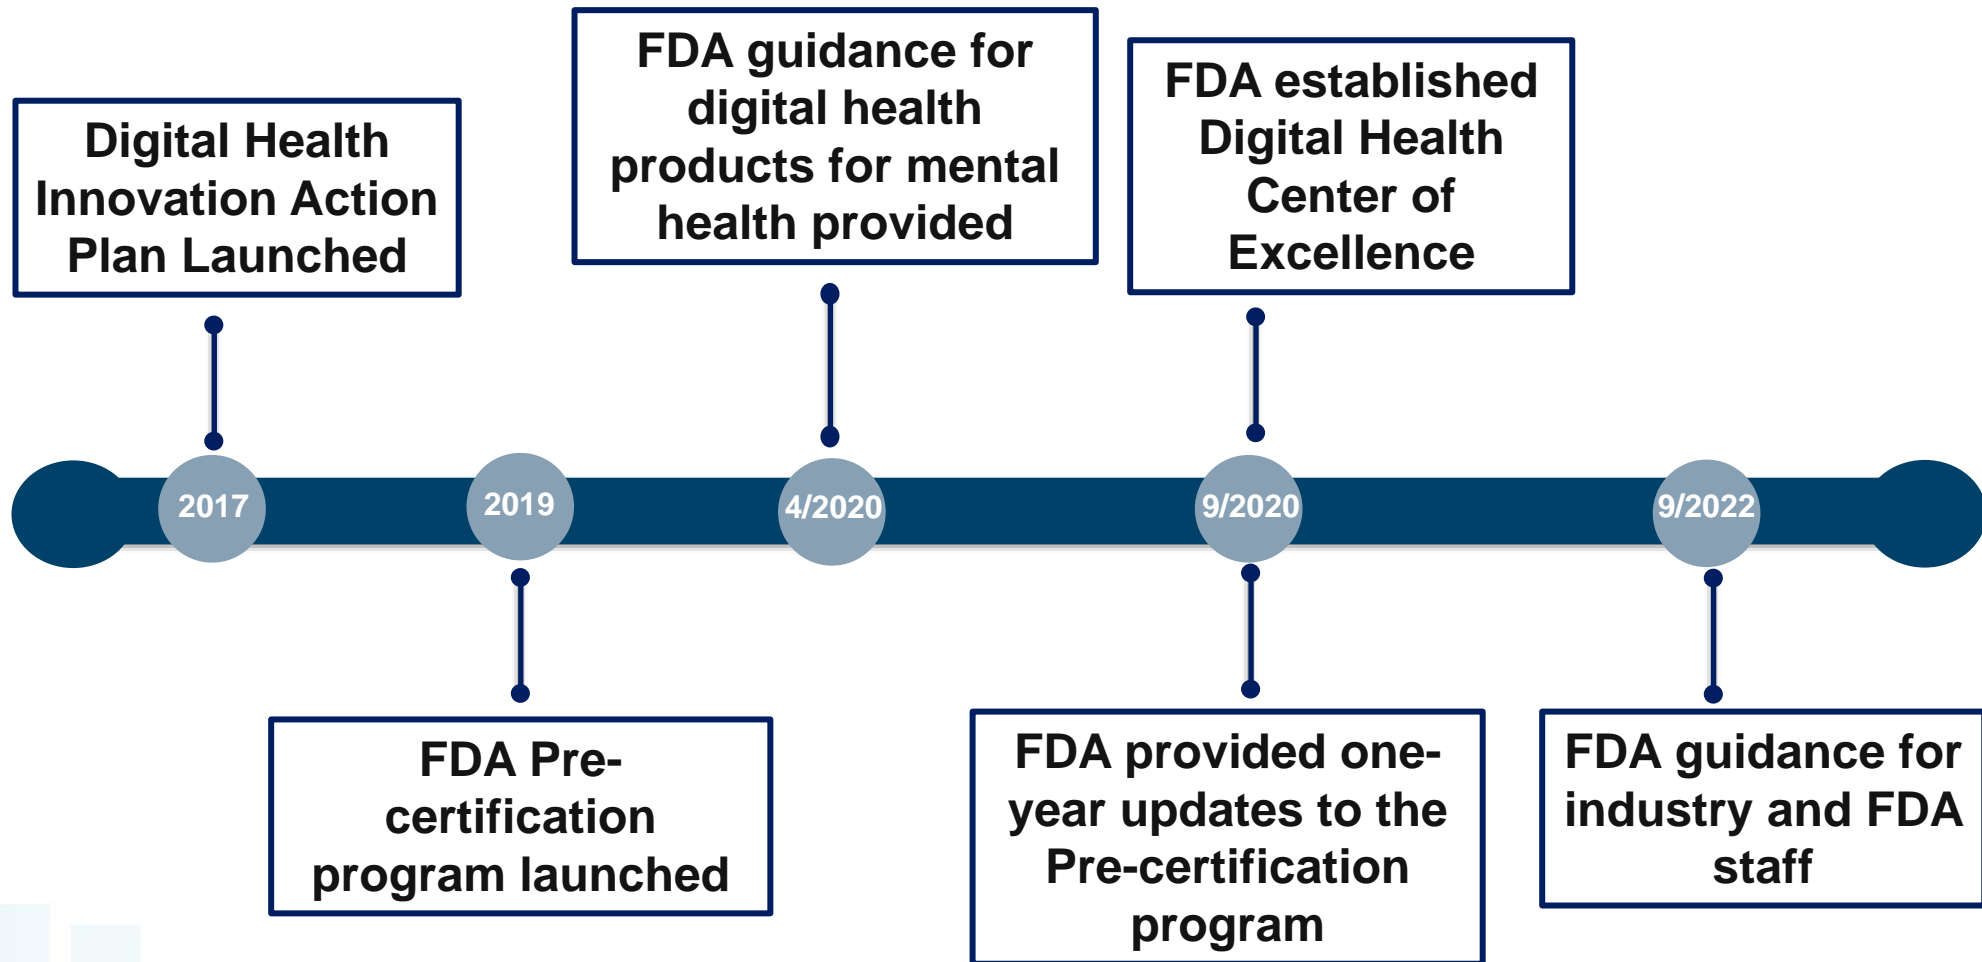 Digital Health
Innovation Action
Plan Launched
FDA guidance for
digital health
products for mental
health provided
FDA established
Digital Health
Center of
Excellence
2017
2019
4/2020
9/2020
9/2022
FDA Pre-
certification
program launched
FDA provided one-
year updates to the
Pre-certification
program
FDA guidance for
industry and FDA
staff